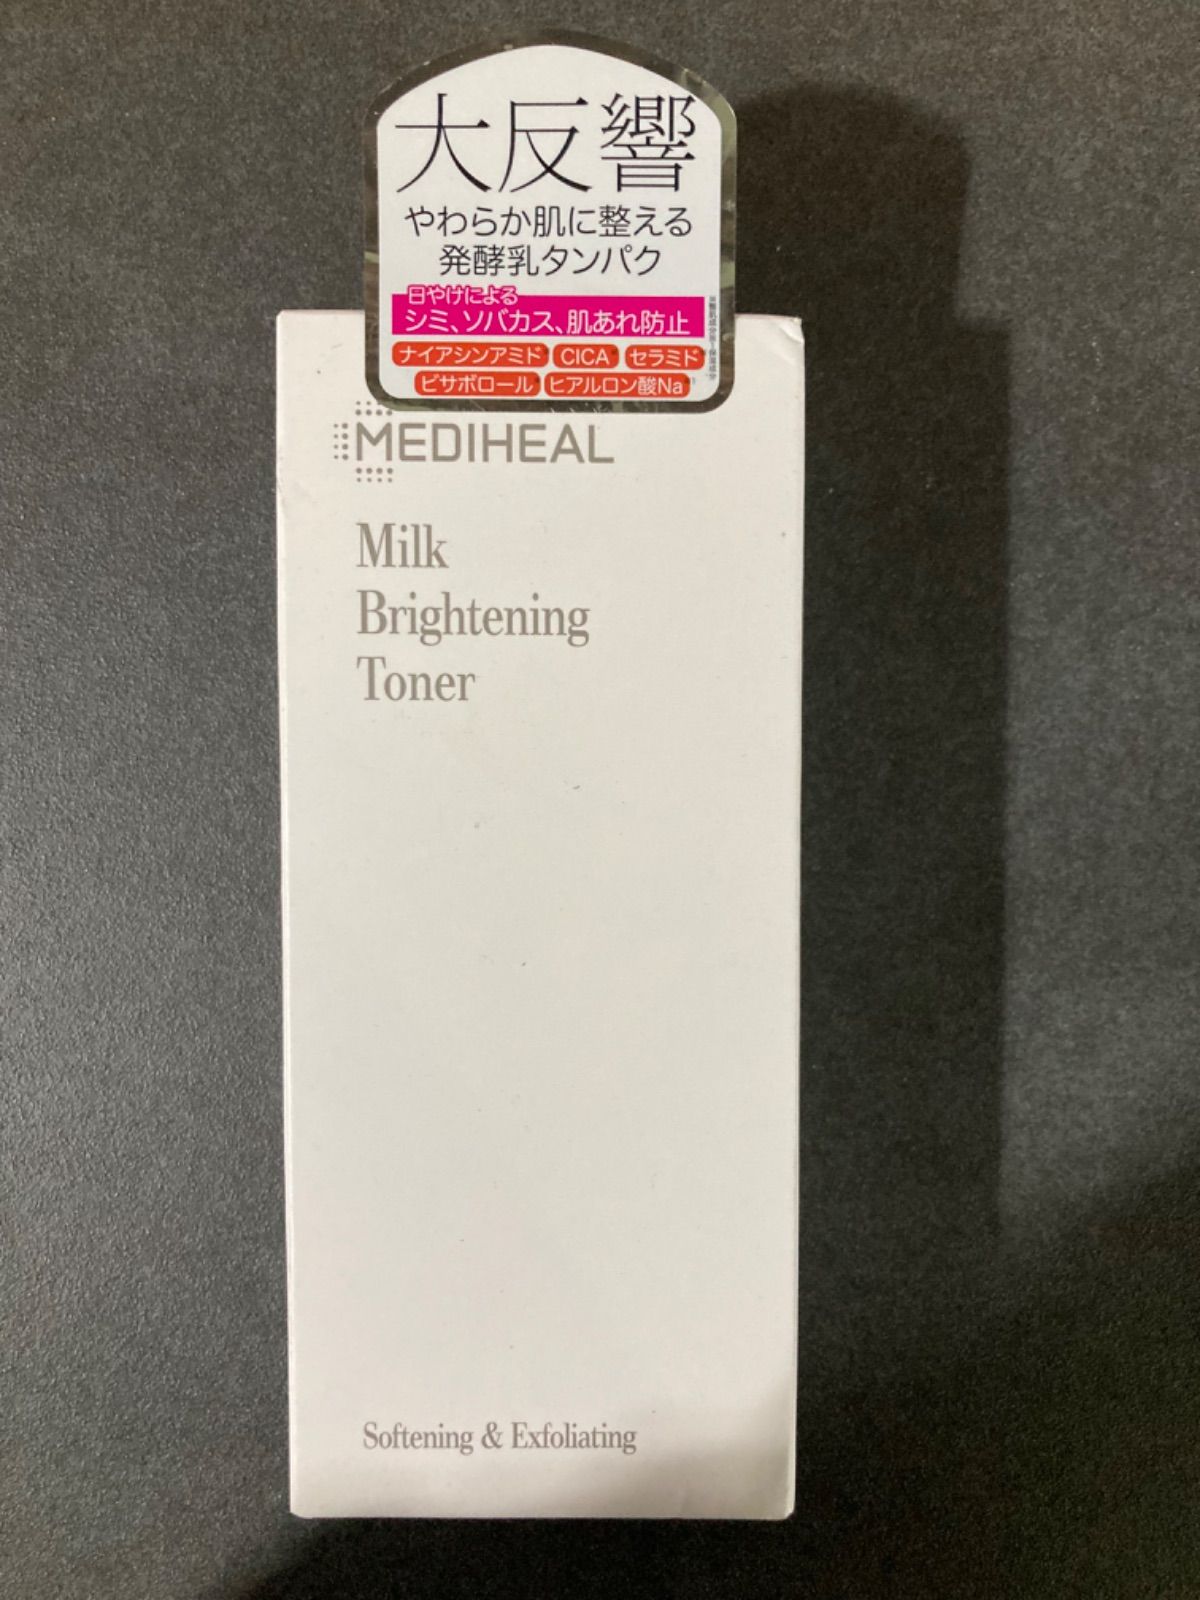 大反響
やわらか肌に整える
発酵乳タンパク
日やけによる
シミ、ソバカス、肌あれ防止
ナイアシンアミド* CICA* セラミド*
ビサボロール* ヒアルロン酸Na*1
MEDIHEAL
Milk
Brightening
Toner
Softening & Exfoliating